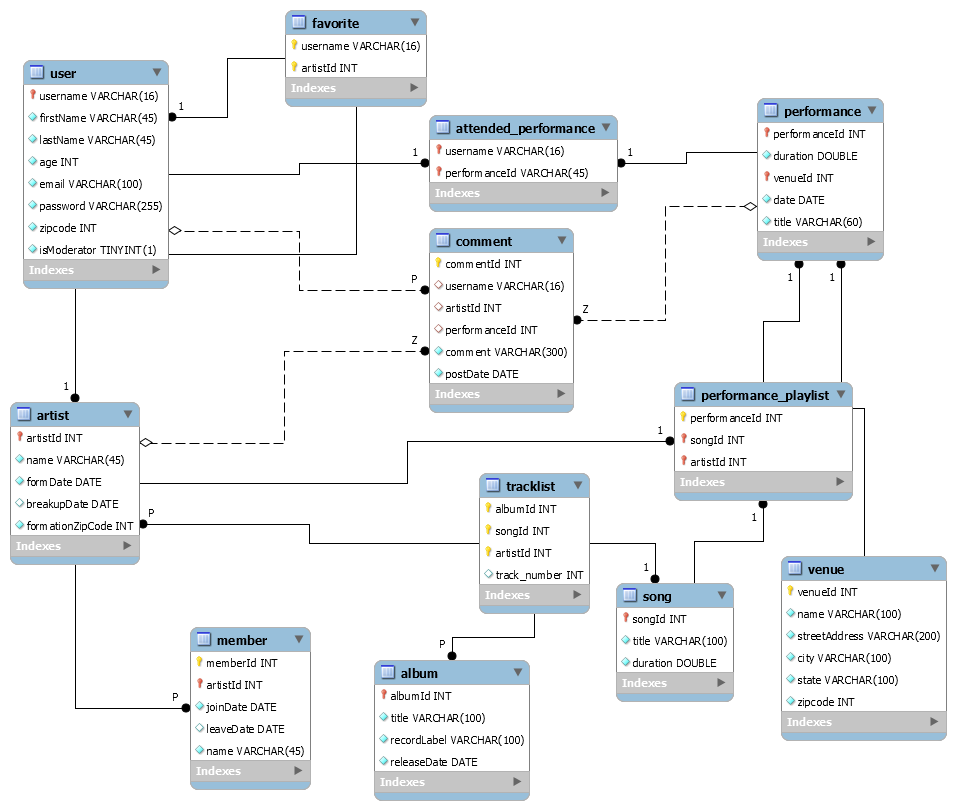 favorite
username VARCHAR(16)
artistId INT
Indexes
user
username VARCHAR(16)
firstName VARCHAR(45)
lastName VARCHAR(45)
age INT
email VARCHAR(100)
password VARCHAR(255)
zipcode INT
isModerator TINYINT(1)
Indexes
1
attended_performance
username VARCHAR(16)
performanceId VARCHAR(45)
Indexes
1
1
performance
performanceId INT
duration DOUBLE
venueId INT
date DATE
title VARCHAR(60)
Indexes
1
1
comment
commentId INT
username VARCHAR(16)
artistId INT
performanceId INT
comment VARCHAR(300)
postDate DATE
Indexes
P
Z
Z
1
artist
artistId INT
name VARCHAR(45)
formDate DATE
breakupDate DATE
formationZipCode INT
Indexes
P
performance_playlist
performanceId INT
songId INT
artistId INT
Indexes
1
1
tracklist
albumId INT
songId INT
artistId INT
track_number INT
Indexes
1
song
songId INT
title VARCHAR(100)
duration DOUBLE
Indexes
venue
venueId INT
name VARCHAR(100)
streetAddress VARCHAR(200)
city VARCHAR(100)
state VARCHAR(100)
zipcode INT
Indexes
member
memberId INT
artistId INT
joinDate DATE
leaveDate DATE
name VARCHAR(45)
Indexes
P
P
album
albumId INT
title VARCHAR(100)
recordLabel VARCHAR(100)
releaseDate DATE
Indexes